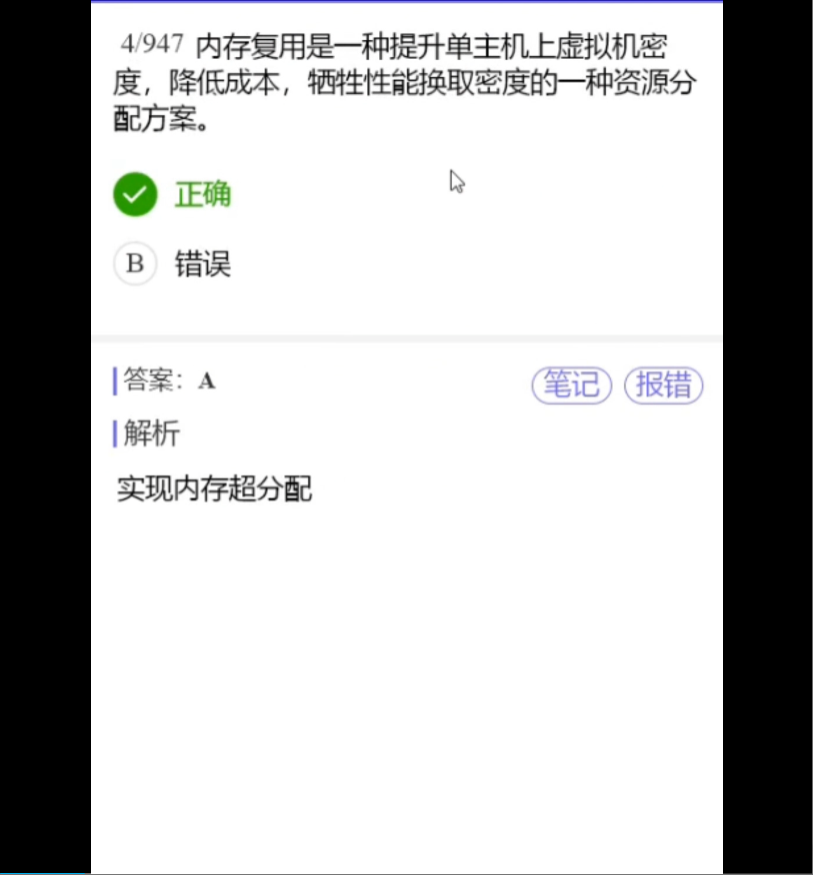 4/947 内存复用是一种提升单主机上虚拟机密
度，降低成本，牺牲性能换取密度的一种资源分
配方案。
正确
B 错误
答案：A
笔记 报错
解析
实现内存超分配